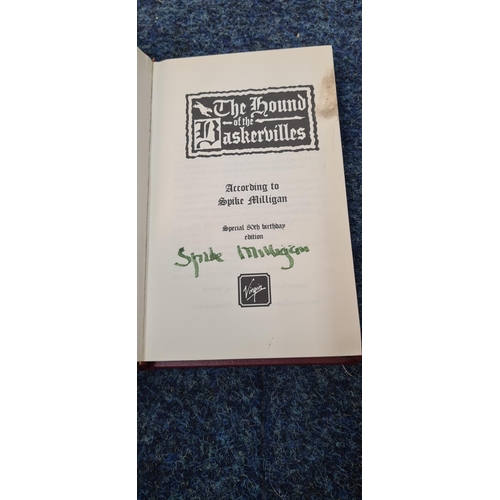 The Hound
of the
Baskervilles
According to
Spike Milligan
Special 80th birthday
edition
Spike Milligan
Virgin